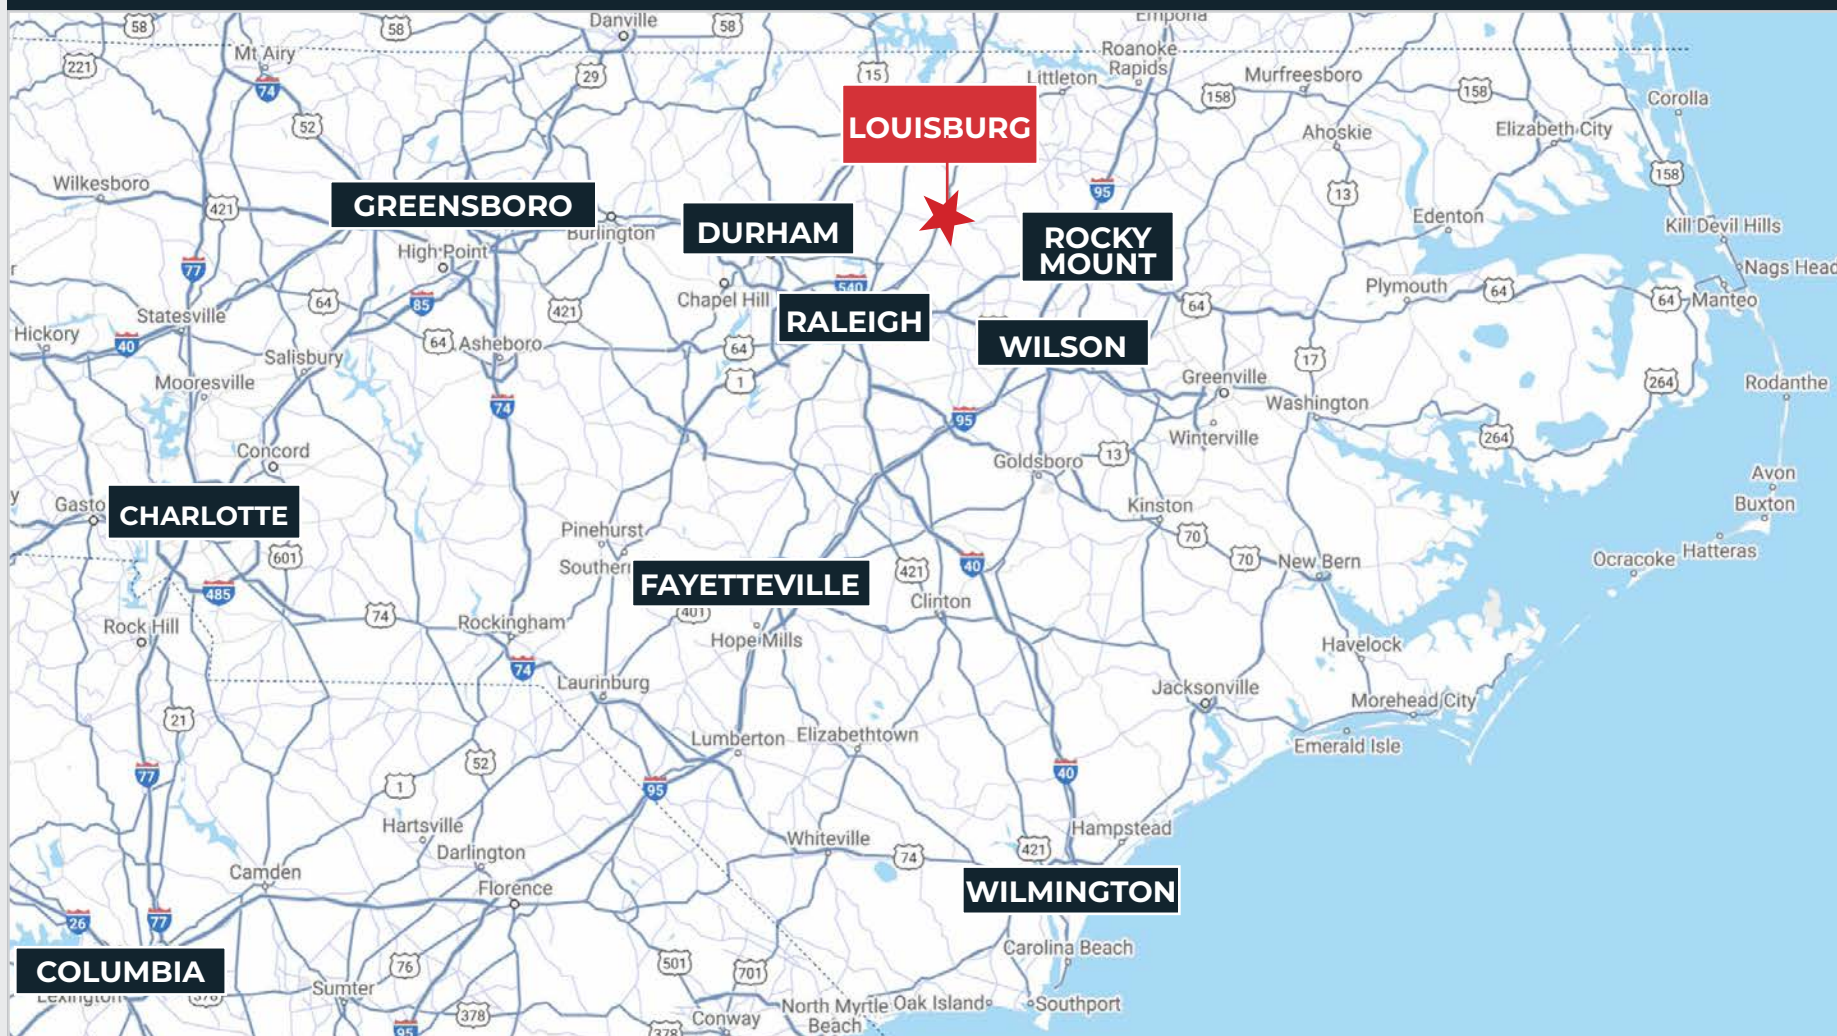 58
58
Danville
58
Emporia
221
Mt Airy
74
29
15
Roanoke
Rapids
Littleton
158
Murfreesboro
158
Corolla
52
LOUISBURG
Ahoskie
Elizabeth City
Wilkesboro
421
GREENSBORO
Burlington
DURHAM
95
ROCKY
MOUNT
13
158
Edenton
Kill Devil Hills
77
High Point
85
64
421
Chapel Hill
540
RALEIGH
64
Plymouth
64
64
Manteo
Nags Head
Hickory
40
Statesville
Salisbury
64
Asheboro
64
1
WILSON
17
Mooresville
74
95
Greenville
Washington
264
Rodanthe
Winterville
264
Concord
Goldsboro
13
Avon
Buxton
Gasto
CHARLOTTE
Pinehurst
Southern
Kinston
70
70
New Bern
Ocracoke
Hatteras
601
485
FAYETTEVILLE
401
421
40
Clinton
Rock Hill
74
Rockingham
Hope Mills
Havelock
74
Laurinburg
Jacksonville
Morehead City
21
Lumberton
Elizabethtown
Emerald Isle
77
52
1
95
40
Hartsville
Darlington
Whiteville
74
421
Hampstead
Camden
Florence
WILMINGTON
26
77
Carolina Beach
COLUMBIA
Lexington
378
76
Sumter
501
701
378
95
378
Conway
North Myrtle
Beach
Oak Island
Southport